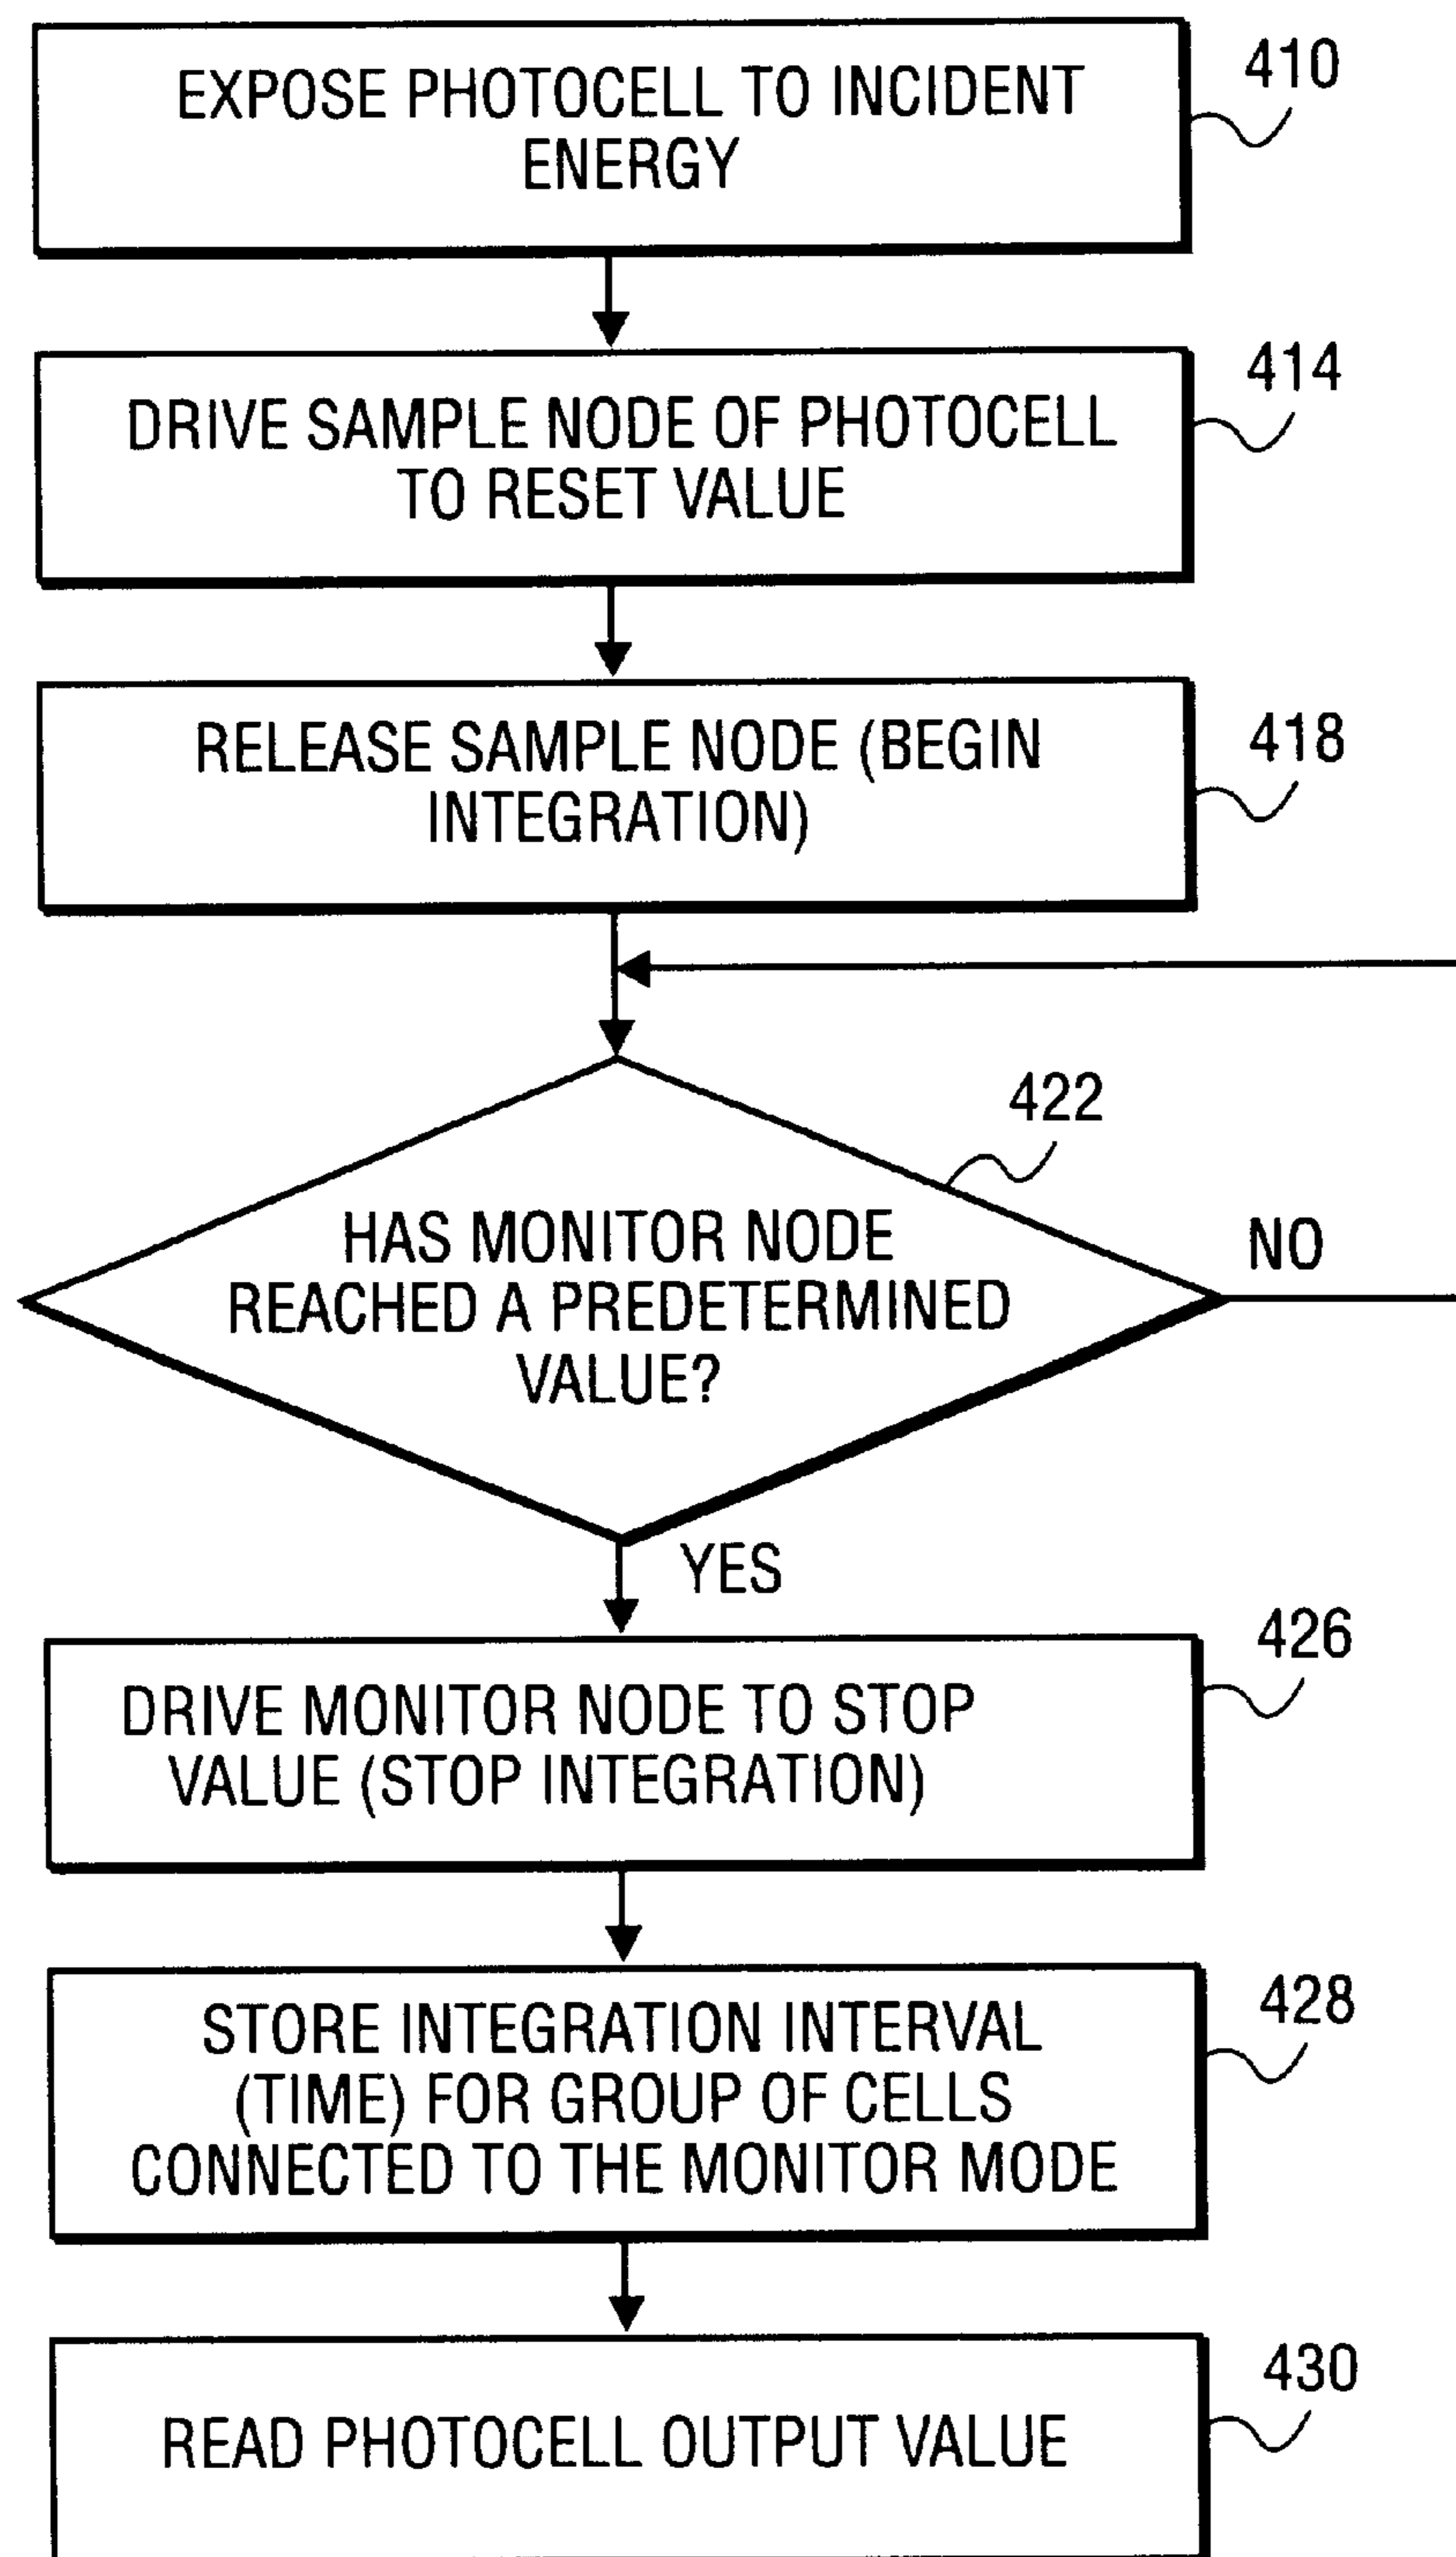 EXPOSE PHOTOCELL TO INCIDENT
ENERGY
410
DRIVE SAMPLE NODE OF PHOTOCELL
TO RESET VALUE
414
RELEASE SAMPLE NODE (BEGIN
INTEGRATION)
418
422
HAS MONITOR NODE
REACHED A PREDETERMINED
VALUE?
NO
YES
DRIVE MONITOR NODE TO STOP
VALUE (STOP INTEGRATION)
426
STORE INTEGRATION INTERVAL
(TIME) FOR GROUP OF CELLS
CONNECTED TO THE MONITOR MODE
428
READ PHOTOCELL OUTPUT VALUE
430